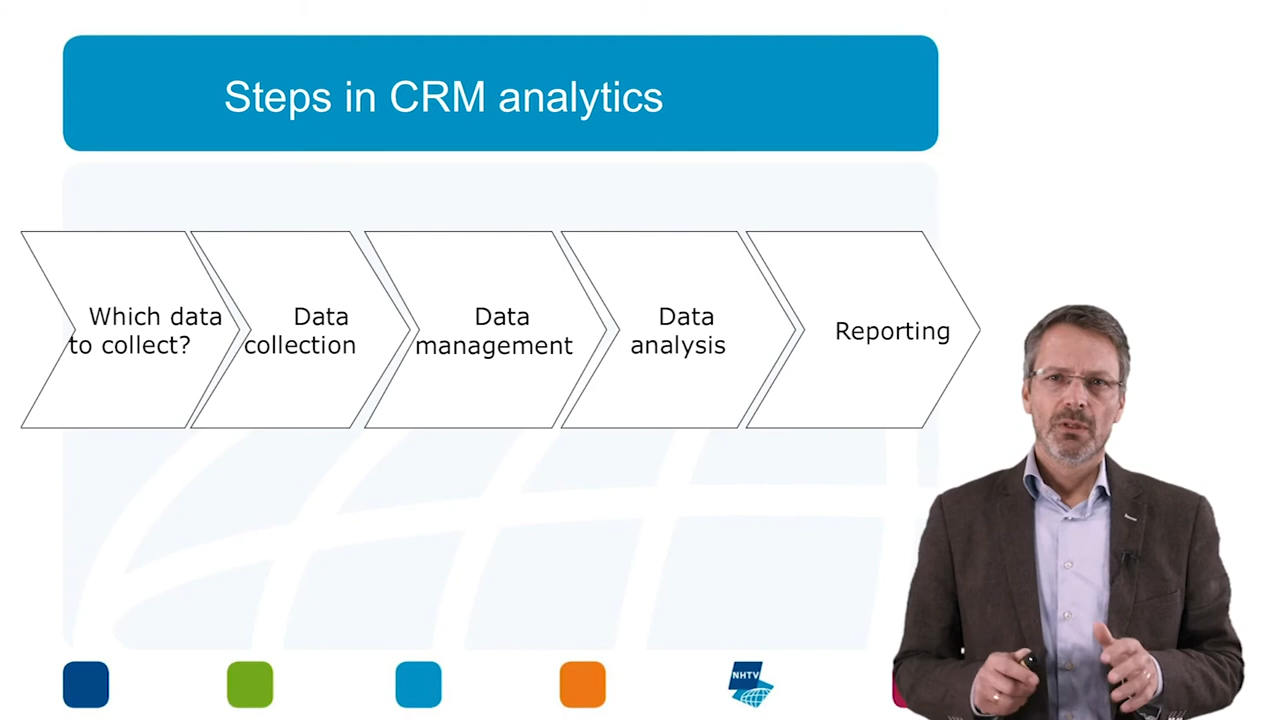 Steps in CRM analytics
Which data
to collect?
Data
collection
Data
management
Data
analysis
Reporting
NHTV